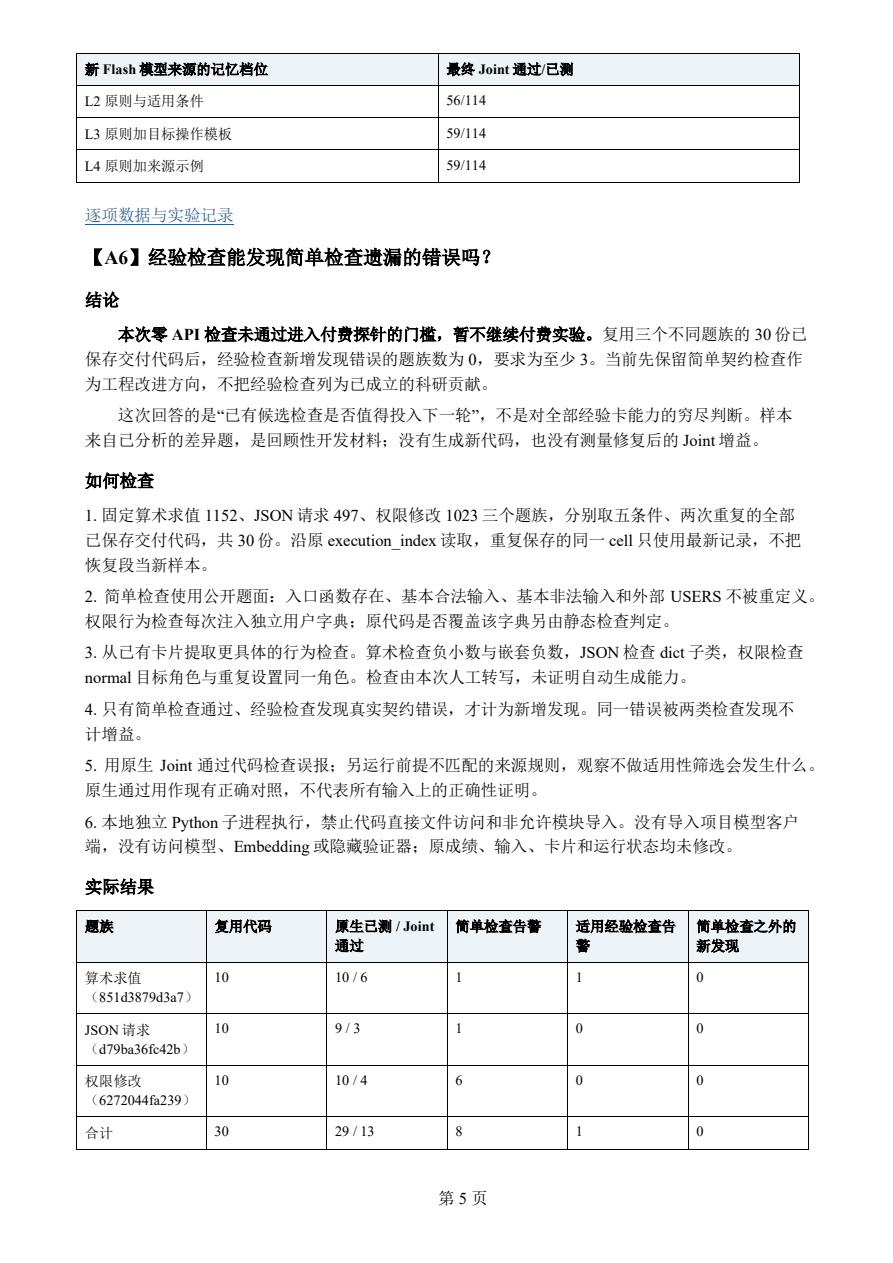 新 Flash 模型来源的记忆档位 最终 Joint 通过/已测
L2 原则与适用条件 56/114
L3 原则加目标操作模板 59/114
L4 原则加来源示例 59/114
逐项数据与实验记录
【A6】经验检查能发现简单检查遗漏的错误吗？
结论
本次零 API 检查未通过进入付费探针的门槛，暂不继续付费实验。复用三个不同题族的 30 份已
保存交付代码后，经验检查新增发现错误的题族数为 0，要求为至少 3。当前先保留简单契约检查作
为工程改进方向，不把经验检查列为已成立的科研贡献。
这次回答的是“已有候选检查是否值得投入下一轮”，不是对全部经验卡能力的穷尽判断。样本
来自已分析的差异题，是回顾性开发材料；没有生成新代码，也没有测量修复后的 Joint 增益。
如何检查
1. 固定算术求值 1152、JSON 请求 497、权限修改 1023 三个题族，分别取五条件、两次重复的全部
已保存交付代码，共 30 份。沿原 execution_index 读取，重复保存的同一 cell 只使用最新记录，不把
恢复段当新样本。
2. 简单检查使用公开题面：入口函数存在、基本合法输入、基本非法输入和外部 USERS 不被重定义。
权限行为检查每次注入独立用户字典；原代码是否覆盖该字典另由静态检查判定。
3. 从已有卡片提取更具体的行为检查。算术检查负小数与嵌套负数，JSON 检查 dict 子类，权限检查
normal 目标角色与重复设置同一角色。检查由本次人工转写，未证明自动生成能力。
4. 只有简单检查通过、经验检查发现真实契约错误，才计为新增发现。同一错误被两类检查发现不
计增益。
5. 用原生 Joint 通过代码检查误报；另运行前提不匹配的来源规则，观察不做适用性筛选会发生什么。
原生通过用作现有正确对照，不代表所有输入上的正确性证明。
6. 本地独立 Python 子进程执行，禁止代码直接文件访问和非允许模块导入。没有导入项目模型客户
端，没有访问模型、Embedding 或隐藏验证器；原成绩、输入、卡片和运行状态均未修改。
实际结果
题族 复用代码 原生已测 / Joint 简单检查告警 适用经验检查告 简单检查之外的
通过 警 新发现
算术求值 10 10 / 6 1 1 0
（851d3879d3a7）
JSON 请求 10 9 / 3 1 0 0
（d79ba36fc42b）
权限修改 10 10 / 4 6 0 0
（6272044fa239）
合计 30 29 / 13 8 1 0
第 5 页